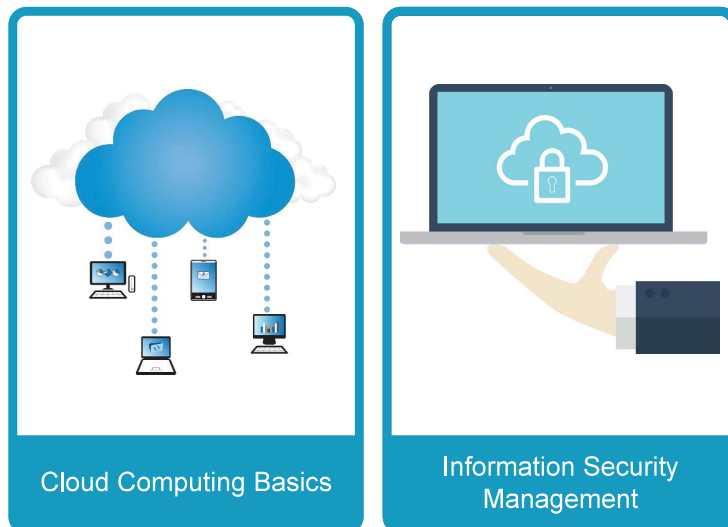 Cloud Computing Basics
Information Security
Management